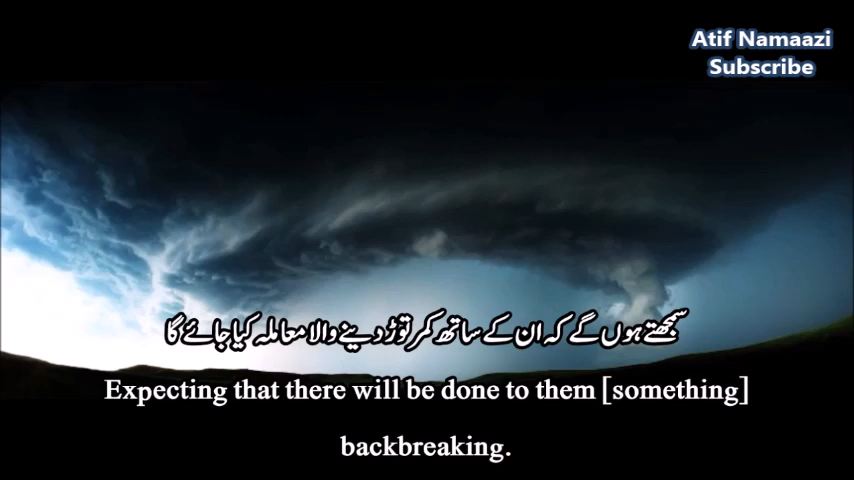 Atif Namaazi
Subscribe
سمجھتے ہوں گے کہ ان کے ساتھ کمر توڑ دینے والا معاملہ کیا جائے گا
Expecting that there will be done to them [something]
backbreaking.